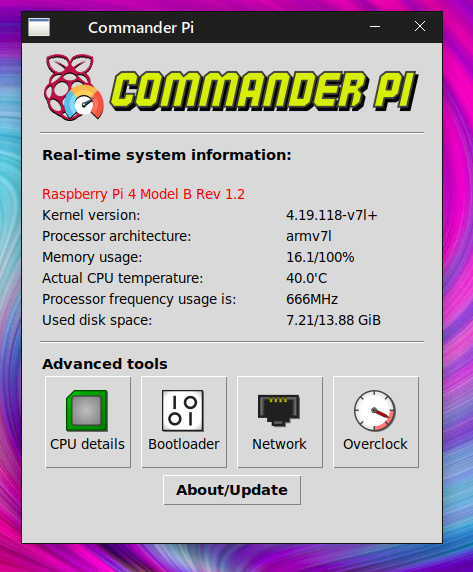 Commander Pi
COMMANDER PI
Real-time system information:
Raspberry Pi 4 Model B Rev 1.2
Kernel version: 4.19.118-v7l+
Processor architecture: armv7l
Memory usage: 16.1/100%
Actual CPU temperature: 40.0'C
Processor frequency usage is: 666MHz
Used disk space: 7.21/13.88 GiB
Advanced tools
CPU details Bootloader Network Overclock
About/Update